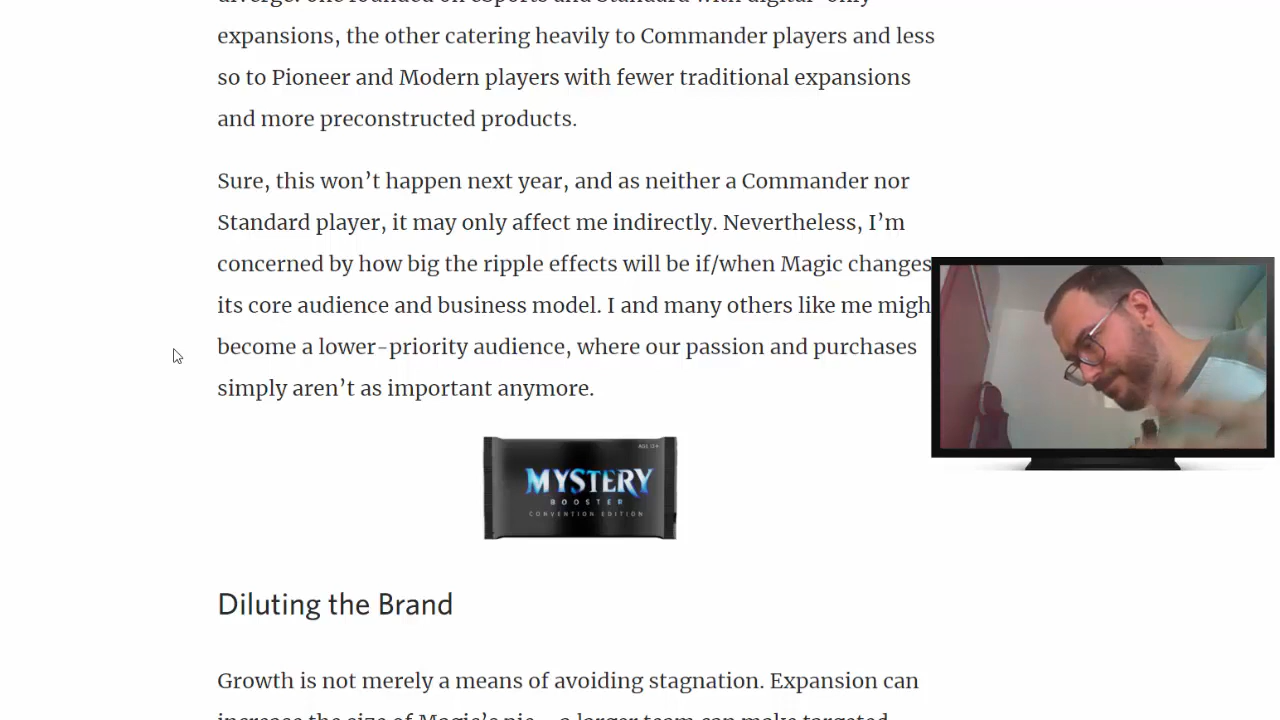 expansions, the other catering heavily to Commander players and less
so to Pioneer and Modern players with fewer traditional expansions
and more preconstructed products.
Sure, this won’t happen next year, and as neither a Commander nor
Standard player, it may only affect me indirectly. Nevertheless, I’m
concerned by how big the ripple effects will be if/when Magic changes
its core audience and business model. I and many others like me migh
become a lower-priority audience, where our passion and purchases
simply aren’t as important anymore.
AGE 13+
MYSTERY
BOOSTER
CONVENTION EDITION
Diluting the Brand
Growth is not merely a means of avoiding stagnation. Expansion can